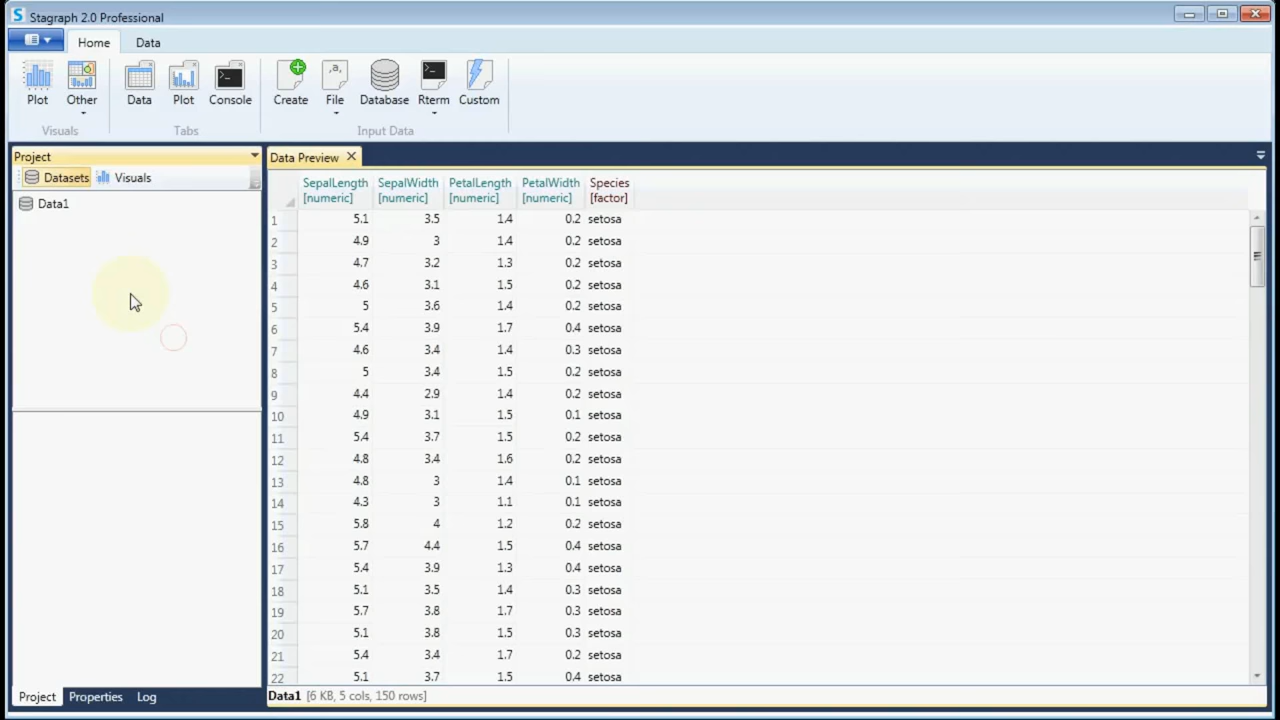 Stagraph 2.0 Professional
Home Data
Plot Other Data Plot Console Create File Database Rterm Custom
Visuals Tabs Input Data
Project
Datasets Visuals
Data1
Data Preview
SepalLength SepalWidth PetalLength PetalWidth Species
[numeric] [numeric] [numeric] [numeric] [factor]
1 5.1 3.5 1.4 0.2 setosa
2 4.9 3 1.4 0.2 setosa
3 4.7 3.2 1.3 0.2 setosa
4 4.6 3.1 1.5 0.2 setosa
5 5 3.6 1.4 0.2 setosa
6 5.4 3.9 1.7 0.4 setosa
7 4.6 3.4 1.4 0.3 setosa
8 5 3.4 1.5 0.2 setosa
9 4.4 2.9 1.4 0.2 setosa
10 4.9 3.1 1.5 0.1 setosa
11 5.4 3.7 1.5 0.2 setosa
12 4.8 3.4 1.6 0.2 setosa
13 4.8 3 1.4 0.1 setosa
14 4.3 3 1.1 0.1 setosa
15 5.8 4 1.2 0.2 setosa
16 5.7 4.4 1.5 0.4 setosa
17 5.4 3.9 1.3 0.4 setosa
18 5.1 3.5 1.4 0.3 setosa
19 5.7 3.8 1.7 0.3 setosa
20 5.1 3.8 1.5 0.3 setosa
21 5.4 3.4 1.7 0.2 setosa
22 5.1 3.7 1.5 0.4 setosa
Project Properties Log
Data1 [6 KB, 5 cols, 150 rows]